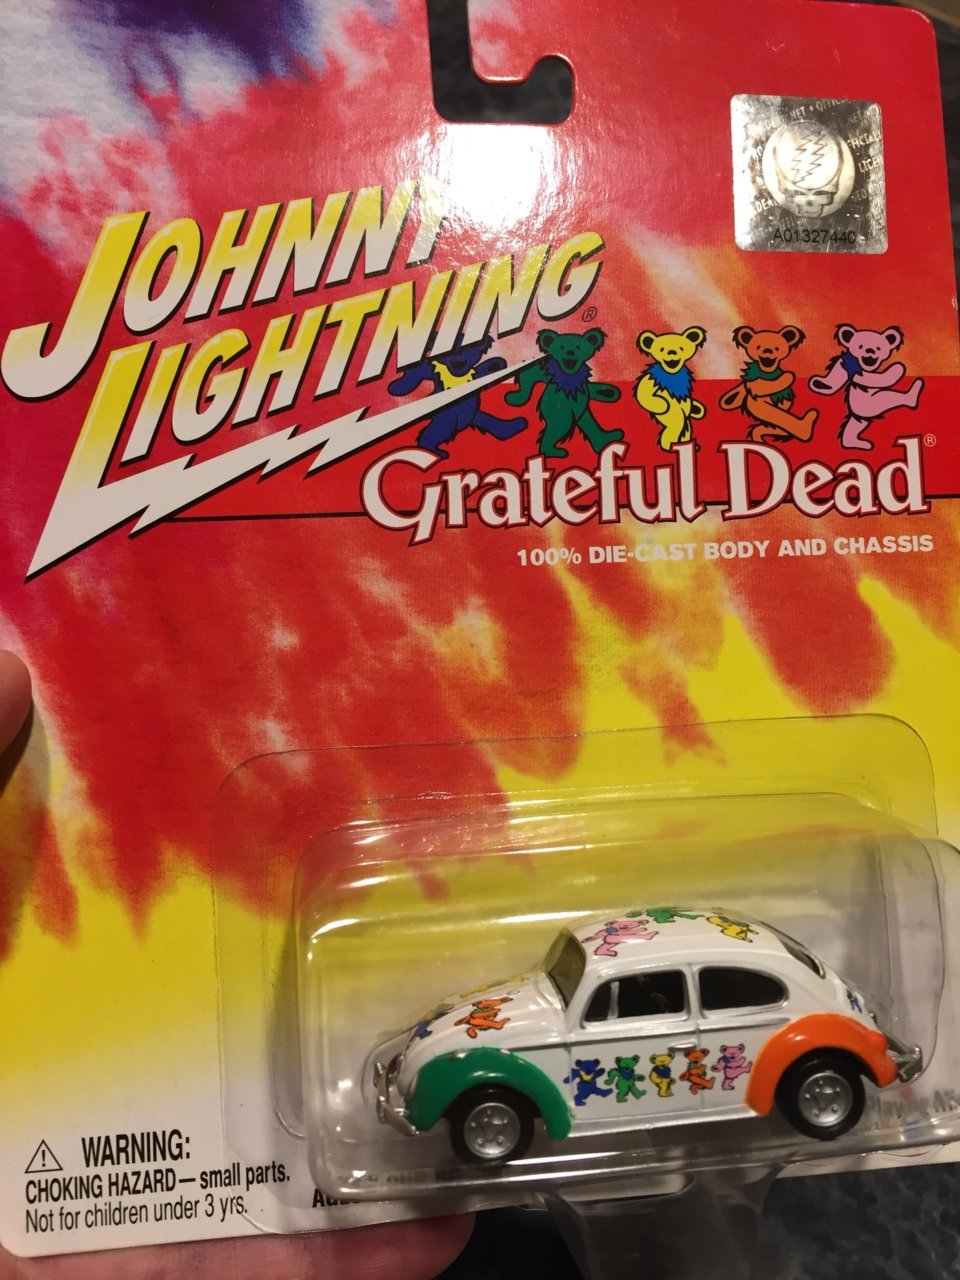 JOHNNY
LIGHTNING®
A01327440
Grateful Dead®
100% DIE-CAST BODY AND CHASSIS
WARNING:
CHOKING HAZARD — small parts.
Not for children under 3 yrs.